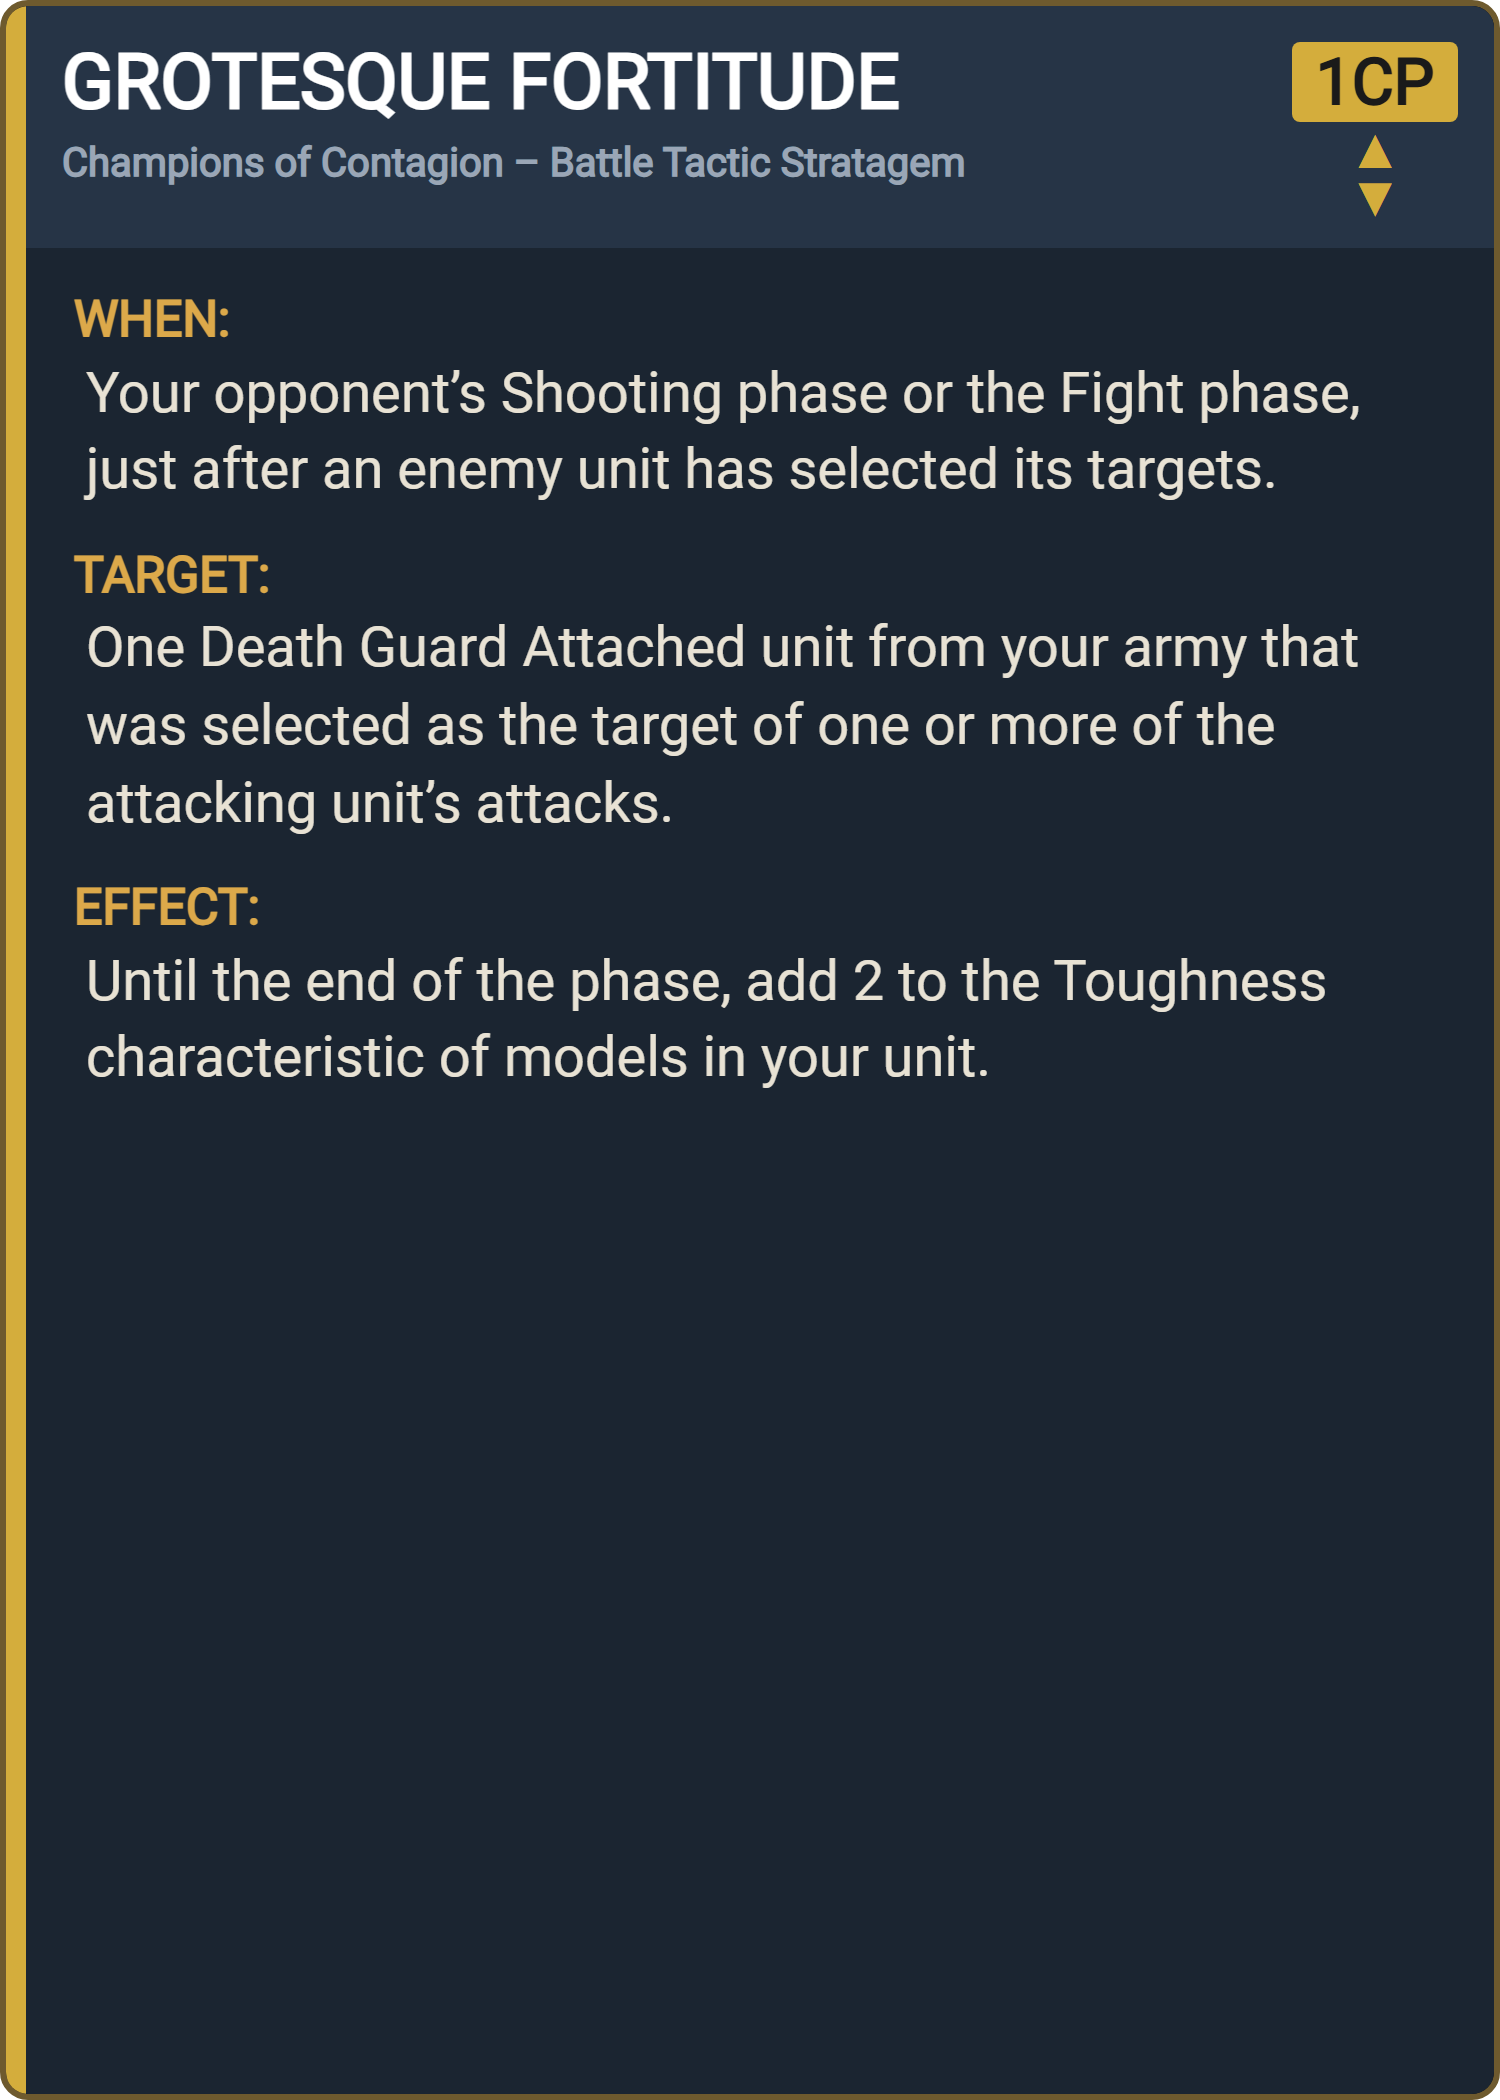 GROTESQUE FORTITUDE
1CP
Champions of Contagion – Battle Tactic Stratagem
▲
▼
WHEN:
Your opponent’s Shooting phase or the Fight phase,
just after an enemy unit has selected its targets.
TARGET:
One Death Guard Attached unit from your army that
was selected as the target of one or more of the
attacking unit’s attacks.
EFFECT:
Until the end of the phase, add 2 to the Toughness
characteristic of models in your unit.